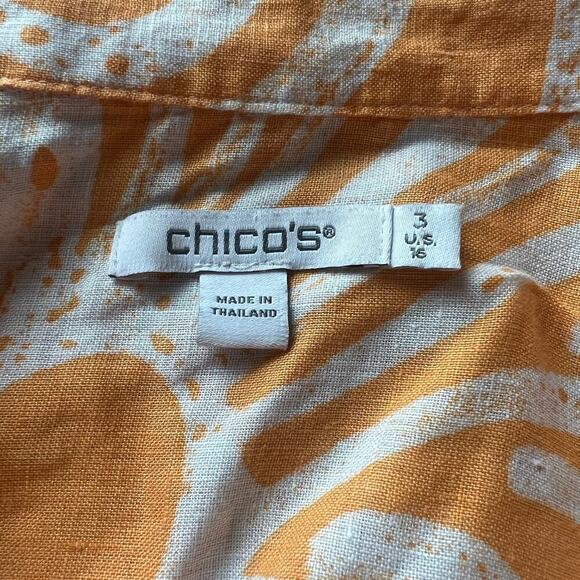 chico's®
3
U.S.
16
MADE IN
THAILAND